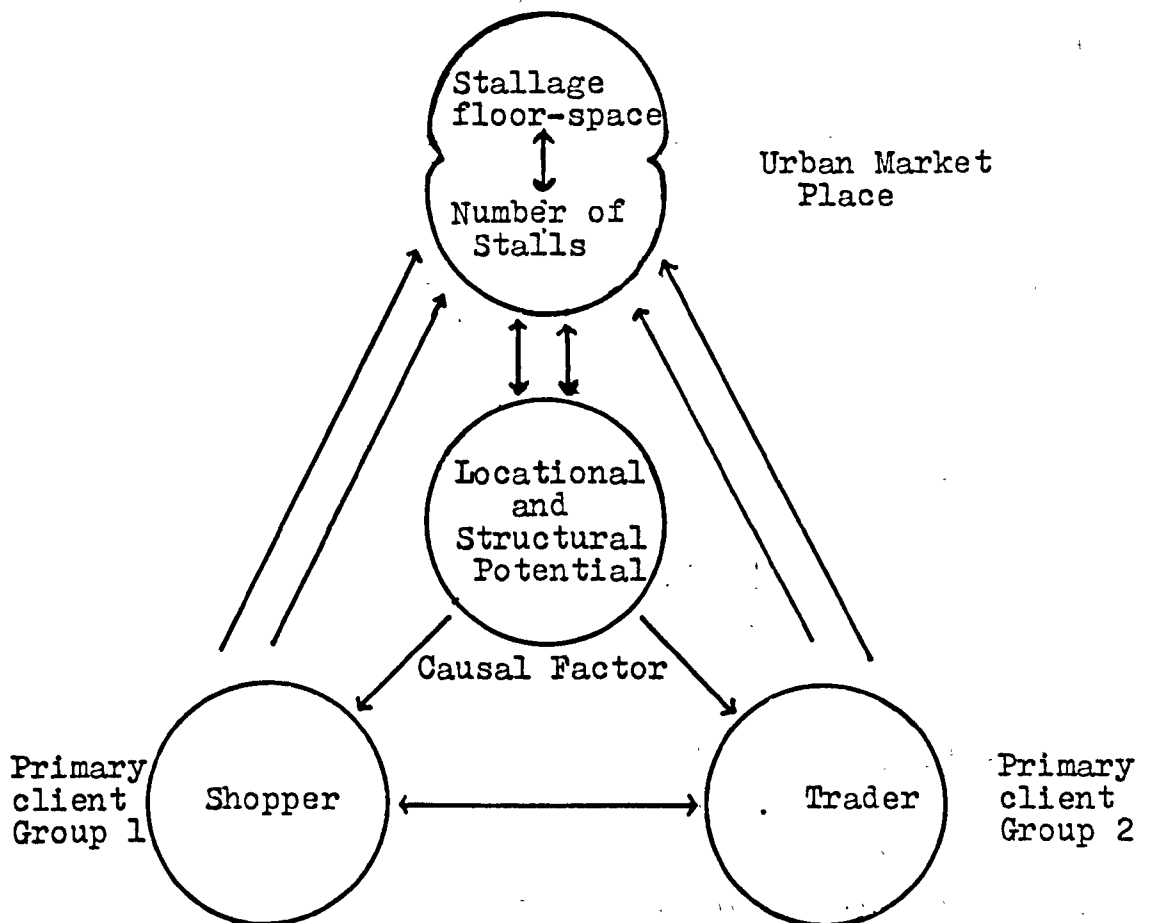 Stallage
floor-space
Number of
Stalls
Urban Market
Place
Locational
and
Structural
Potential
Causal Factor
Primary
client
Group 1
Shopper
Trader
Primary
client
Group 2